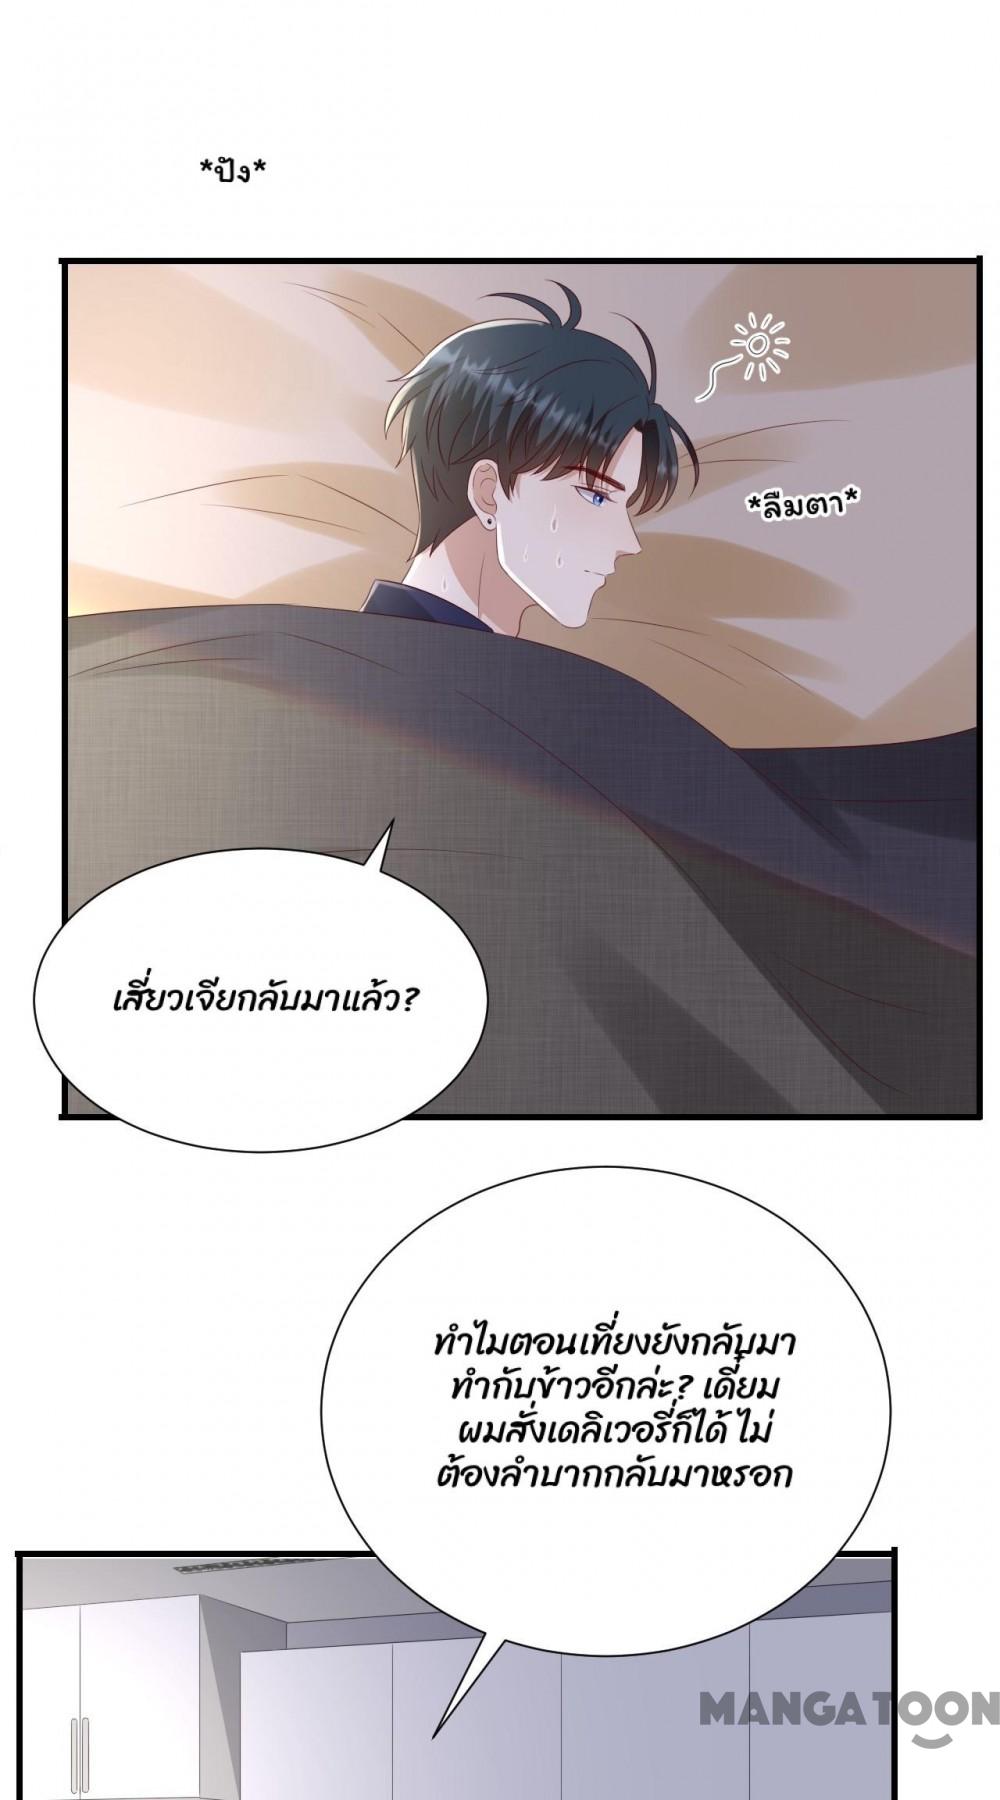 *ปัง*
*ลืมตา*
เสี่ยวเจียกลับมาแล้ว?
ทำไมตอนเที่ยงยังกลับมา
ทำกับข้าวอีกล่ะ? เดี๋ยม
ผมสั่งเดลิเวอรี่ก็ได้ ไม่
ต้องลำบากกลับมาหรอก
MANGATOON